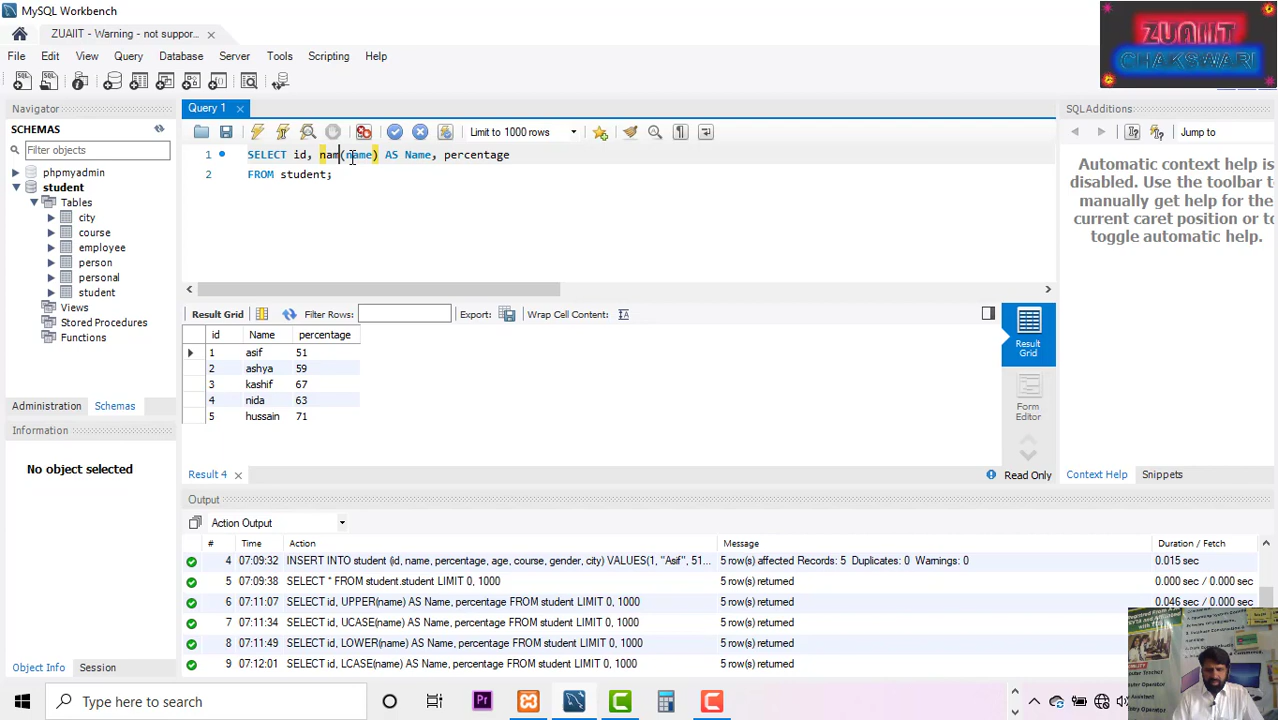 MySQL Workbench
ZUAIIT - Warning - not suppor...
ZUAIIT
CHAKSWARI
File Edit View Query Database Server Tools Scripting Help
Navigator
SCHEMAS
Filter objects
phpmyadmin
student
Tables
city
course
employee
person
personal
student
Views
Stored Procedures
Functions
Administration Schemas
Information
No object selected
Object Info Session
Query 1
Limit to 1000 rows
1 SELECT id, nam(name) AS Name, percentage
2 FROM student;
Result Grid Filter Rows: Export: Wrap Cell Content:
id Name percentage
1 asif 51
2 ashya 59
3 kashif 67
4 nida 63
5 hussain 71
Result Grid
Form Editor
Result 4 Read Only
SQLAdditions
Jump to
Automatic context help is
disabled. Use the toolbar to
manually get help for the
current caret position or to
toggle automatic help.
Context Help Snippets
Output
Action Output
# Time Action Message Duration / Fetch
4 07:09:32 INSERT INTO student (id, name, percentage, age, course, gender, city) VALUES(1, "Asif", 51... 5 row(s) affected Records: 5 Duplicates: 0 Warnings: 0 0.015 sec
5 07:09:38 SELECT * FROM student.student LIMIT 0, 1000 5 row(s) returned 0.000 sec / 0.000 sec
6 07:11:07 SELECT id, UPPER(name) AS Name, percentage FROM student LIMIT 0, 1000 5 row(s) returned 0.046 sec / 0.000 sec
7 07:11:34 SELECT id, UCASE(name) AS Name, percentage FROM student LIMIT 0, 1000 5 row(s) returned
8 07:11:49 SELECT id, LOWER(name) AS Name, percentage FROM student LIMIT 0, 1000 5 row(s) returned
9 07:12:01 SELECT id, LCASE(name) AS Name, percentage FROM student LIMIT 0, 1000 5 row(s) returned
Type here to search